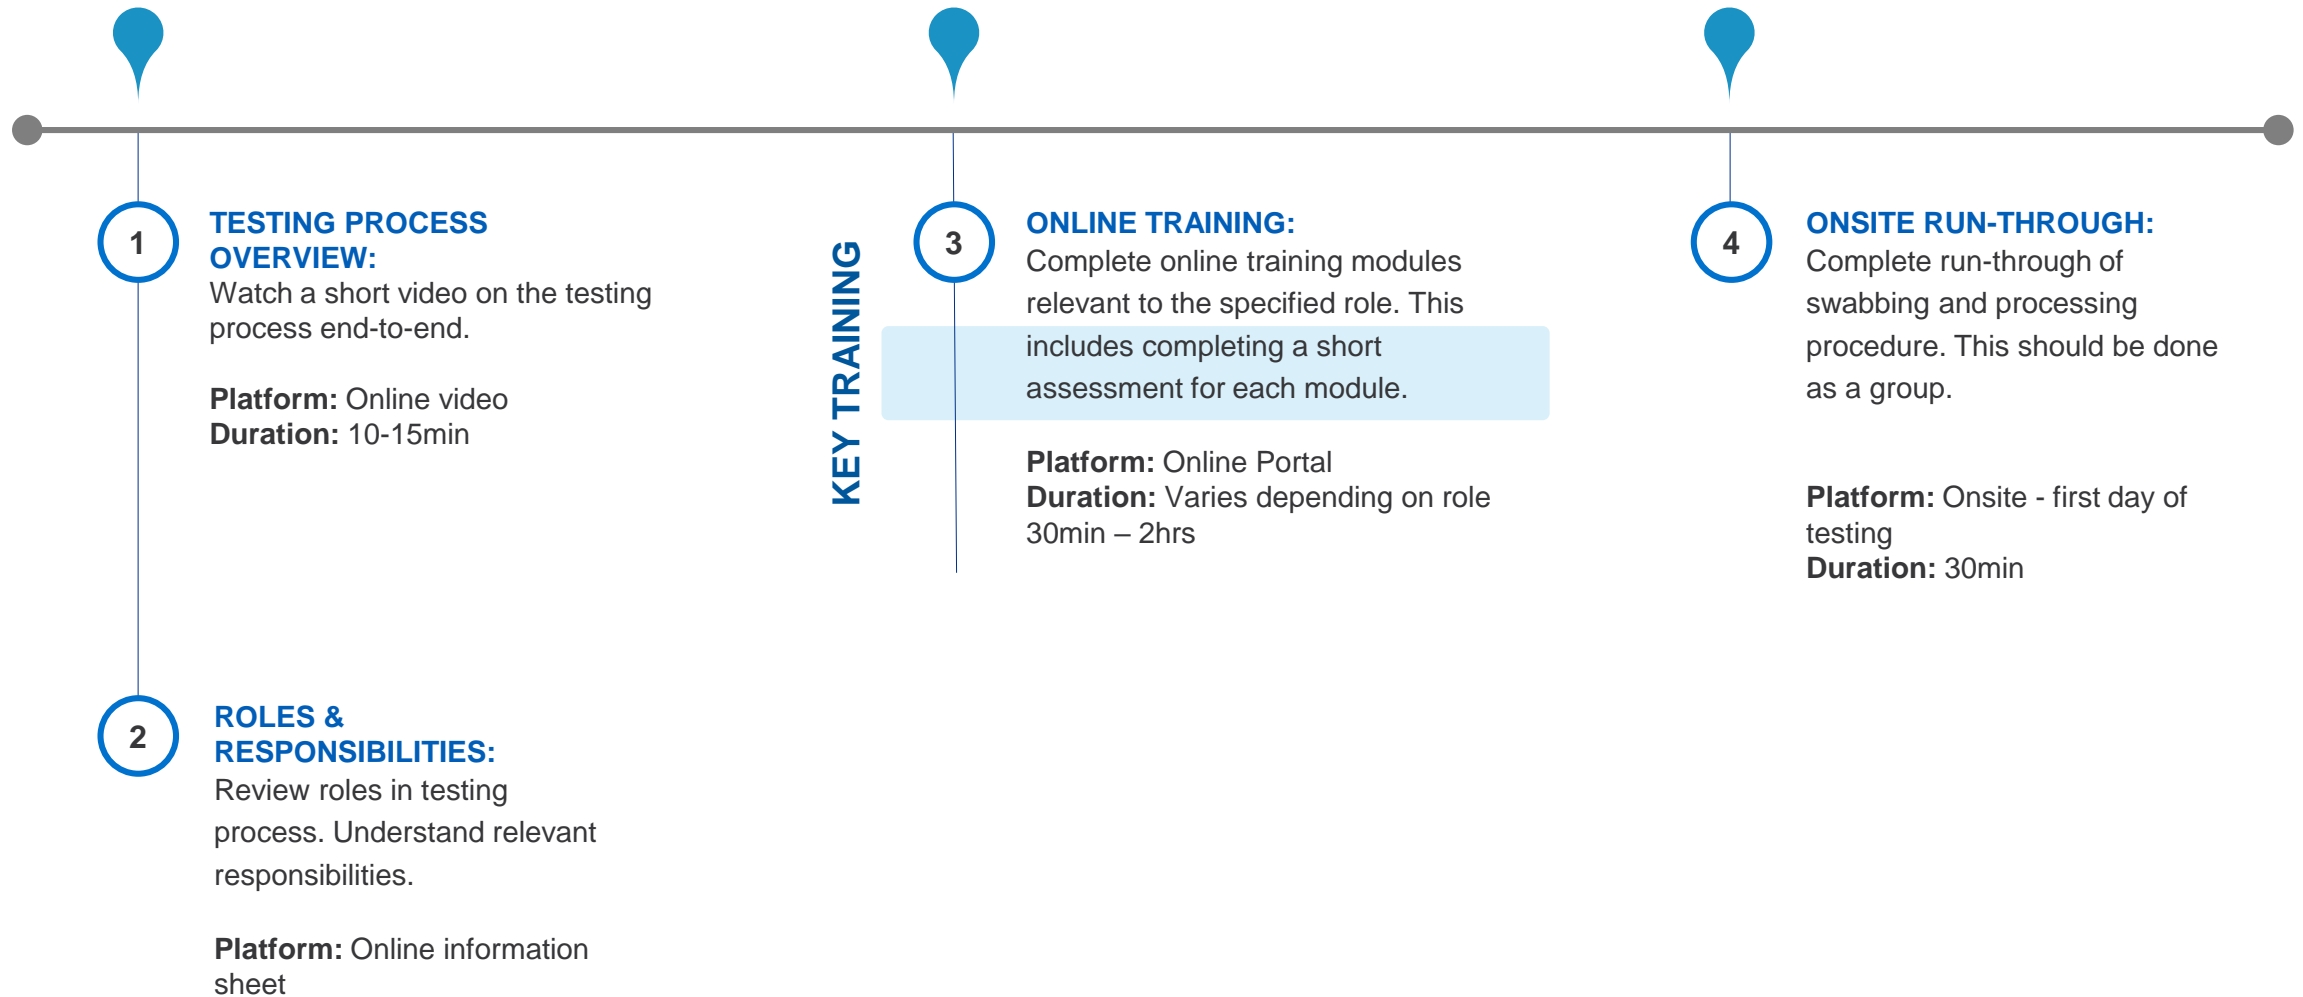 1
TESTING PROCESS
OVERVIEW:
Watch a short video on the testing
process end-to-end.
Platform: Online video
Duration: 10-15min
2
ROLES &
RESPONSIBILITIES:
Review roles in testing
process. Understand relevant
responsibilities.
Platform: Online information
sheet
KEY TRAINING
3
ONLINE TRAINING:
Complete online training modules
relevant to the specified role. This
includes completing a short
assessment for each module.
Platform: Online Portal
Duration: Varies depending on role
30min – 2hrs
4
ONSITE RUN-THROUGH:
Complete run-through of
swabbing and processing
procedure. This should be done
as a group.
Platform: Onsite - first day of
testing
Duration: 30min